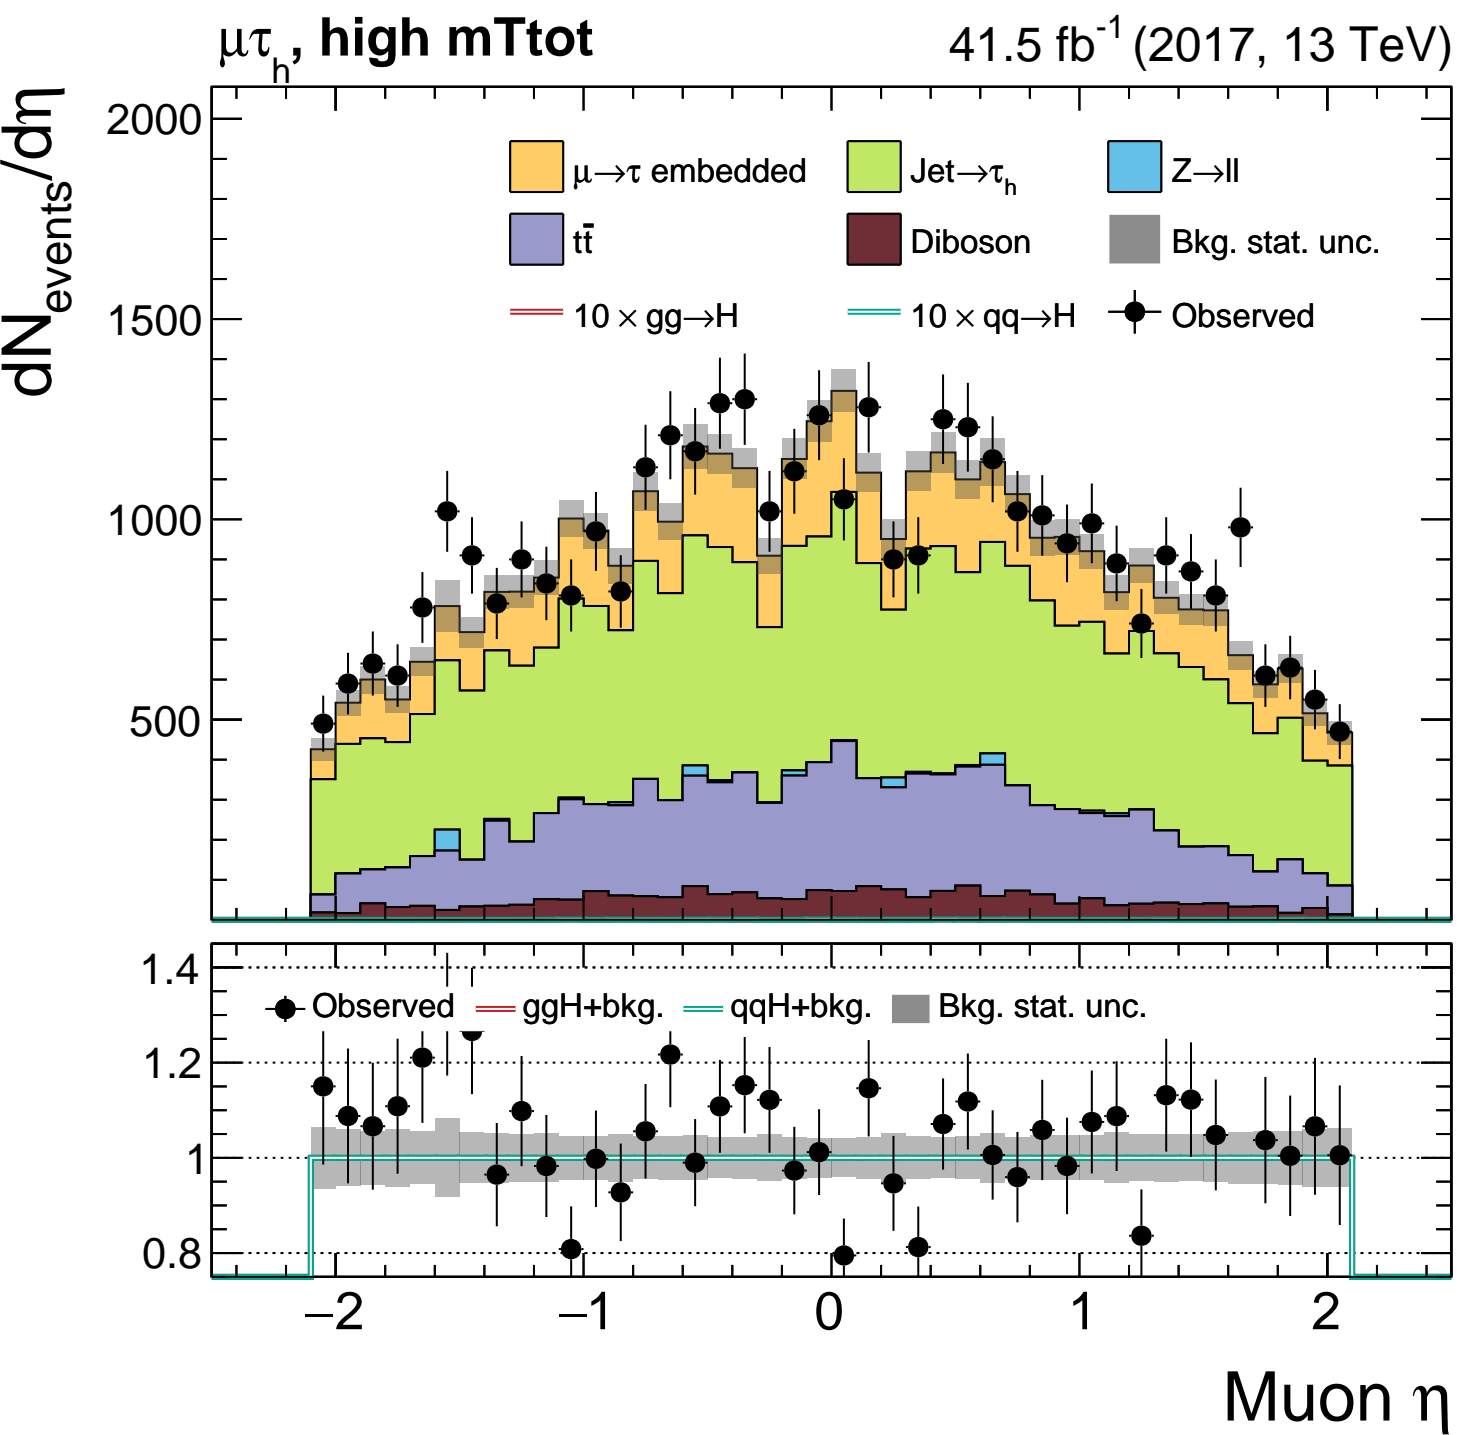 μτh, high mTtot 41.5 fb-1 (2017, 13 TeV)
dNevents/dη
2000
1500
1000
500
μ→τ embedded Jet→τh Z→ll
tt̄ Diboson Bkg. stat. unc.
10 × gg→H 10 × qq→H Observed
1.4
1.2
1
0.8
Observed ggH+bkg. qqH+bkg. Bkg. stat. unc.
−2 −1 0 1 2
Muon η